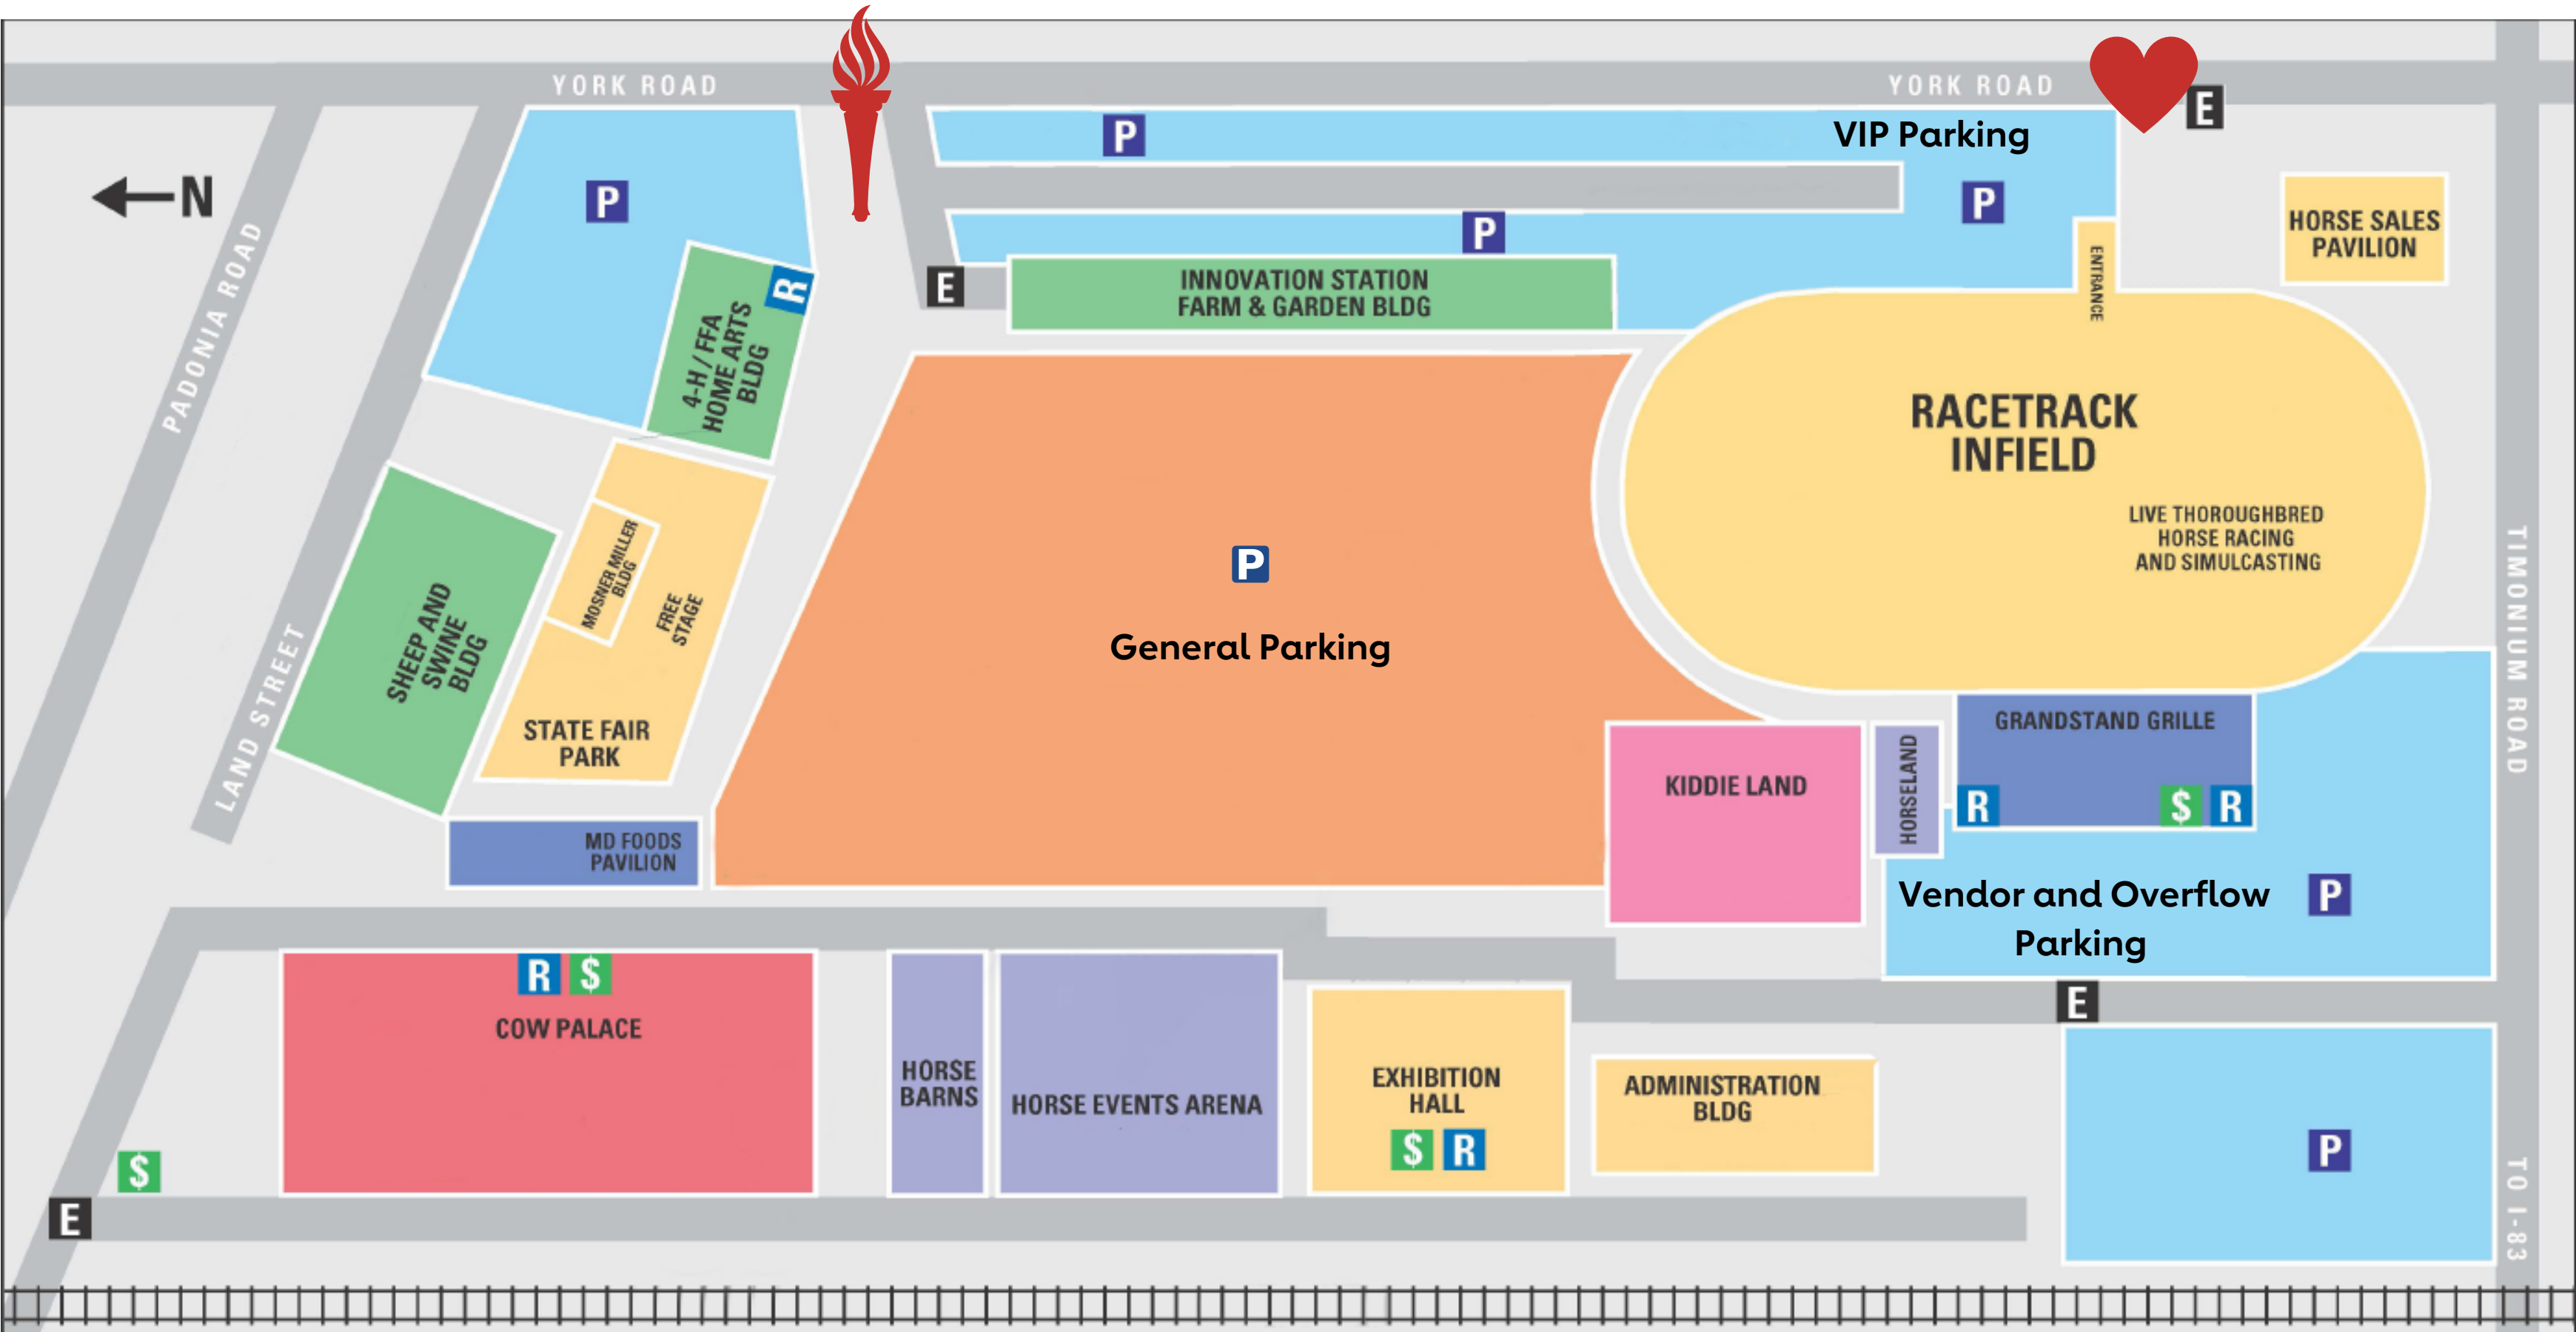 YORK ROAD
YORK ROAD
E
P
VIP Parking
N
P
P
P
HORSE SALES
PAVILION
PADONIA ROAD
R
4-H / FFA
HOME ARTS
BLDG
E
INNOVATION STATION
FARM & GARDEN BLDG
ENTRANCE
RACETRACK
INFIELD
LIVE THOROUGHBRED
HORSE RACING
AND SIMULCASTING
MOSNER MILLER
BLDG
FREE
STAGE
P
General Parking
SHEEP AND
SWINE
BLDG
LAND STREET
STATE FAIR
PARK
TIMONIUM ROAD
KIDDIE LAND
HORSELAND
GRANDSTAND GRILLE
R
$ R
MD FOODS
PAVILION
Vendor and Overflow
Parking
P
R $
COW PALACE
E
HORSE
BARNS
HORSE EVENTS ARENA
EXHIBITION
HALL
$ R
ADMINISTRATION
BLDG
P
$
E
TO I-83